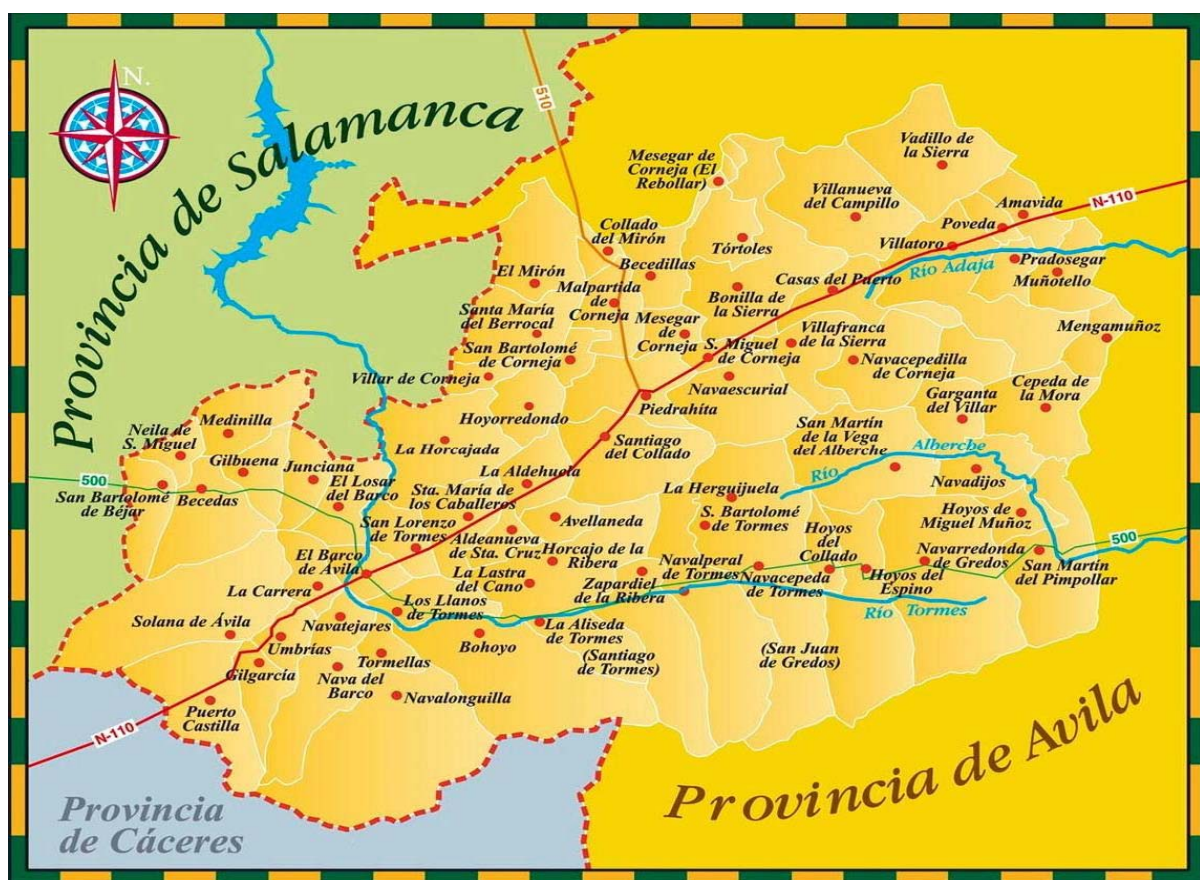 N.
Provincia de Salamanca
510
Vadillo de
la Sierra
Mesegar de
Corneja (El
Rebollar)
Villanueva
del Campillo
Amavida
N-110
Poveda
Collado
del Mirón
Tórtoles
Villatoro
Becedillas
Río Adaja
Pradosegar
Muñotello
El Mirón
Malpartida
de
Corneja
Casas del Puerto
Bonilla de
la Sierra
Santa María
del Berrocal
Mesegar
de
Corneja
S. Miguel
de Corneja
Villafranca
de la Sierra
Mengamuñoz
San Bartolomé
de Corneja
Navacepedilla
de Corneja
Villar de Corneja
Navaescurial
Piedrahíta
Garganta
del Villar
Cepeda de
la Mora
Hoyorredondo
Medinilla
Neila de
S. Miguel
San Martín
de la Vega
del Alberche
La Horcajada
Santiago
del Collado
Río
Alberche
Gilbuena
Junciana
La Aldehuela
500
El Losar
del Barco
Navadijos
San Bartolomé
de Béjar
Becedas
Sta. María de
los Caballeros
La Herguijuela
Hoyos de
Miguel Muñoz
San Lorenzo
de Tormes
Avellaneda
S. Bartolomé
de Tormes
Aldeanueva
de Sta. Cruz
Hoyos
del
Collado
500
El Barco
de Ávila
Horcajo de la
Ribera
Navalperal
de Tormes
Navarredonda
de Gredos
San Martín
del Pimpollar
La Carrera
La Lastra
del Cano
Zapardiel
de la Ribera
Navacepeda
de Tormes
Hoyos del
Espino
Los Llanos
de Tormes
Río Tormes
Solana de Ávila
Navatejares
La Aliseda
de Tormes
Umbrías
Bohoyo
Tormellas
(Santiago
de Tormes)
(San Juan
de Gredos)
Gilgarcía
Nava del
Barco
Navalonguilla
Puerto
Castilla
N-110
Provincia de Avila
Provincia
de Cáceres